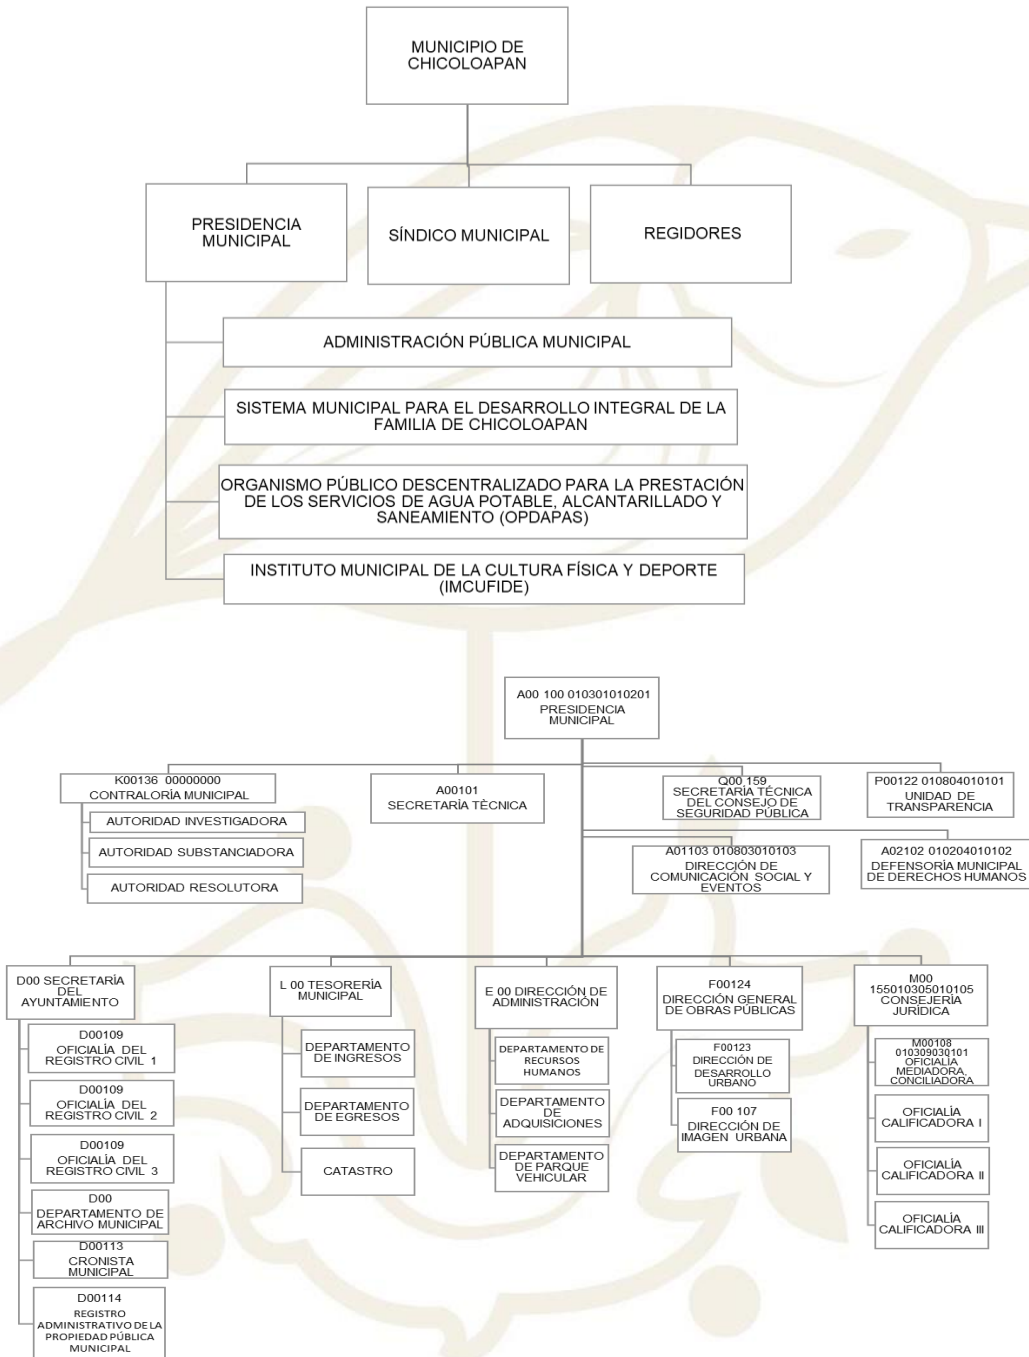 MUNICIPIO DE
CHICOLOAPAN
PRESIDENCIA
MUNICIPAL
SÍNDICO MUNICIPAL
REGIDORES
ADMINISTRACIÓN PÚBLICA MUNICIPAL
SISTEMA MUNICIPAL PARA EL DESARROLLO INTEGRAL DE LA
FAMILIA DE CHICOLOAPAN
ORGANISMO PÚBLICO DESCENTRALIZADO PARA LA PRESTACIÓN
DE LOS SERVICIOS DE AGUA POTABLE, ALCANTARILLADO Y
SANEAMIENTO (OPDAPAS)
INSTITUTO MUNICIPAL DE LA CULTURA FÍSICA Y DEPORTE
(IMCUFIDE)
A00 100 010301010201
PRESIDENCIA
MUNICIPAL
K00136 00000000
CONTRALORÍA MUNICIPAL
AUTORIDAD INVESTIGADORA
AUTORIDAD SUBSTANCIADORA
AUTORIDAD RESOLUTORA
A00101
SECRETARÍA TÈCNICA
Q00 159
SECRETARÍA TÉCNICA
DEL CONSEJO DE
SEGURIDAD PÚBLICA
P00122 010804010101
UNIDAD DE
TRANSPARENCIA
A01103 010803010103
DIRECCIÓN DE
COMUNICACIÓN SOCIAL Y
EVENTOS
A02102 010204010102
DEFENSORÍA MUNICIPAL
DE DERECHOS HUMANOS
D00 SECRETARÌA
DEL
AYUNTAMIENTO
D00109
OFICIALÍA DEL
REGISTRO CIVIL 1
D00109
OFICIALÍA DEL
REGISTRO CIVIL 2
D00109
OFICIALÍA DEL
REGISTRO CIVIL 3
D00
DEPARTAMENTO DE
ARCHIVO MUNICIPAL
D00113
CRONISTA
MUNICIPAL
D00114
REGISTRO
ADMINISTRATIVO DE LA
PROPIEDAD PÚBLICA
MUNICIPAL
L 00 TESORERÍA
MUNICIPAL
DEPARTAMENTO
DE INGRESOS
DEPARTAMENTO
DE EGRESOS
CATASTRO
E 00 DIRECCIÓN DE
ADMINISTRACIÓN
DEPARTAMENTO DE
RECURSOS
HUMANOS
DEPARTAMENTO
DE
ADQUISICIONES
DEPARTAMENTO
DE PARQUE
VEHICULAR
F00124
DIRECCIÓN GENERAL
DE OBRAS PÚBLICAS
F00123
DIRECCIÓN DE
DESARROLLO
URBANO
F00 107
DIRECCIÓN DE
IMAGEN URBANA
M00
155010305010105
CONSEJERÍA
JURÍDICA
M00108
010309030101
OFICIALÍA
MEDIADORA,
CONCILIADORA
OFICIALÍA
CALIFICADORA I
OFICIALÌA
CALIFICADORA II
OFICIALÌA
CALIFICADORA III